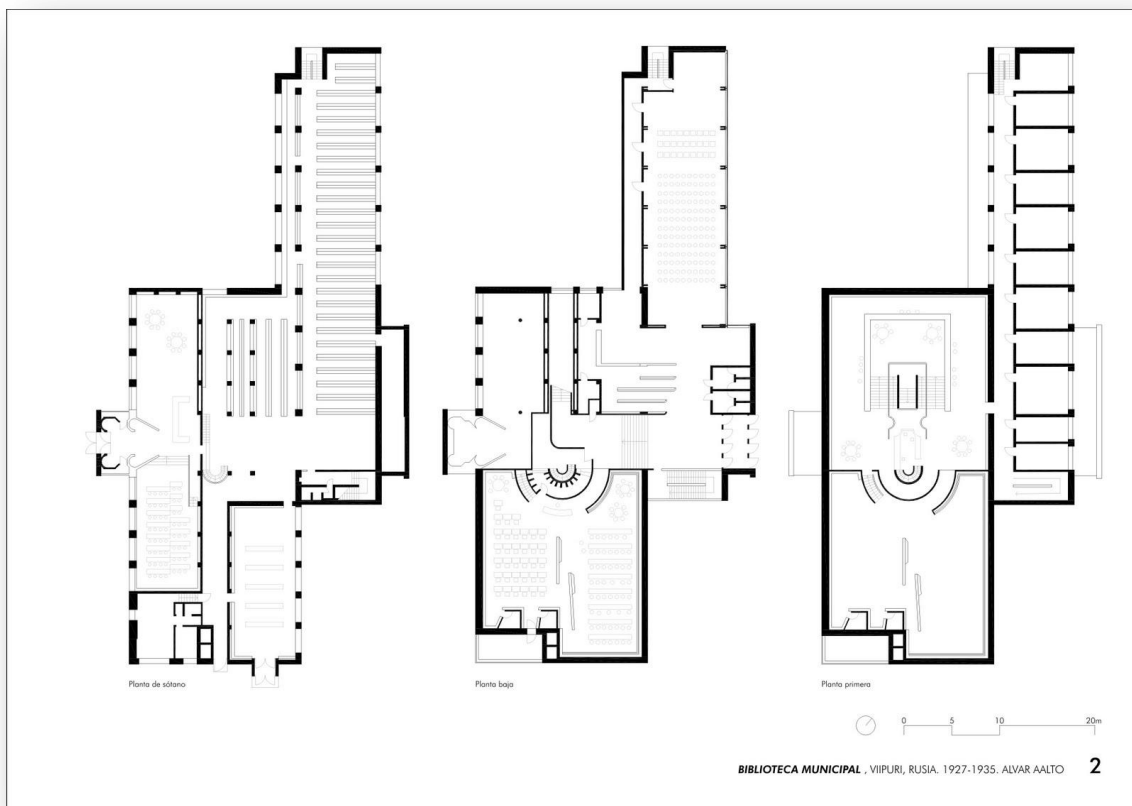 Planta de sótano
Planta baja
Planta primera
0 5 10 20m
BIBLIOTECA MUNICIPAL , VIIPURI, RUSIA. 1927-1935. ALVAR AALTO 2